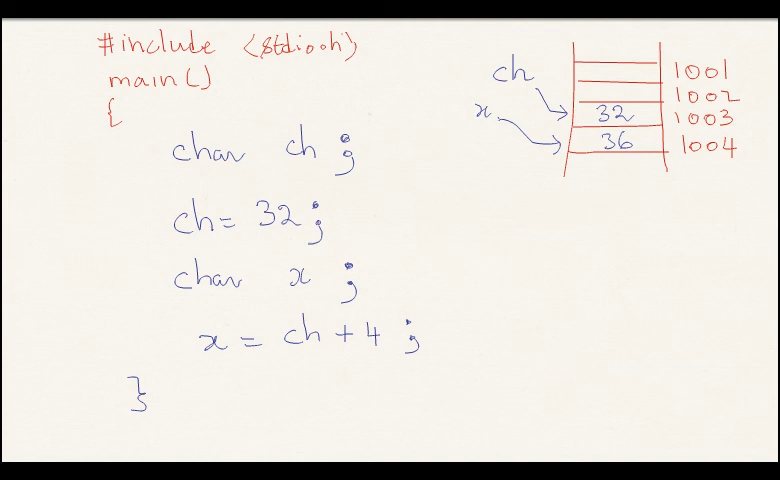 #include <stdio.h>
main()
{
char ch;
ch = 32;
char x;
x = ch + 4;
}
ch
x
1001
1002
32 1003
36 1004